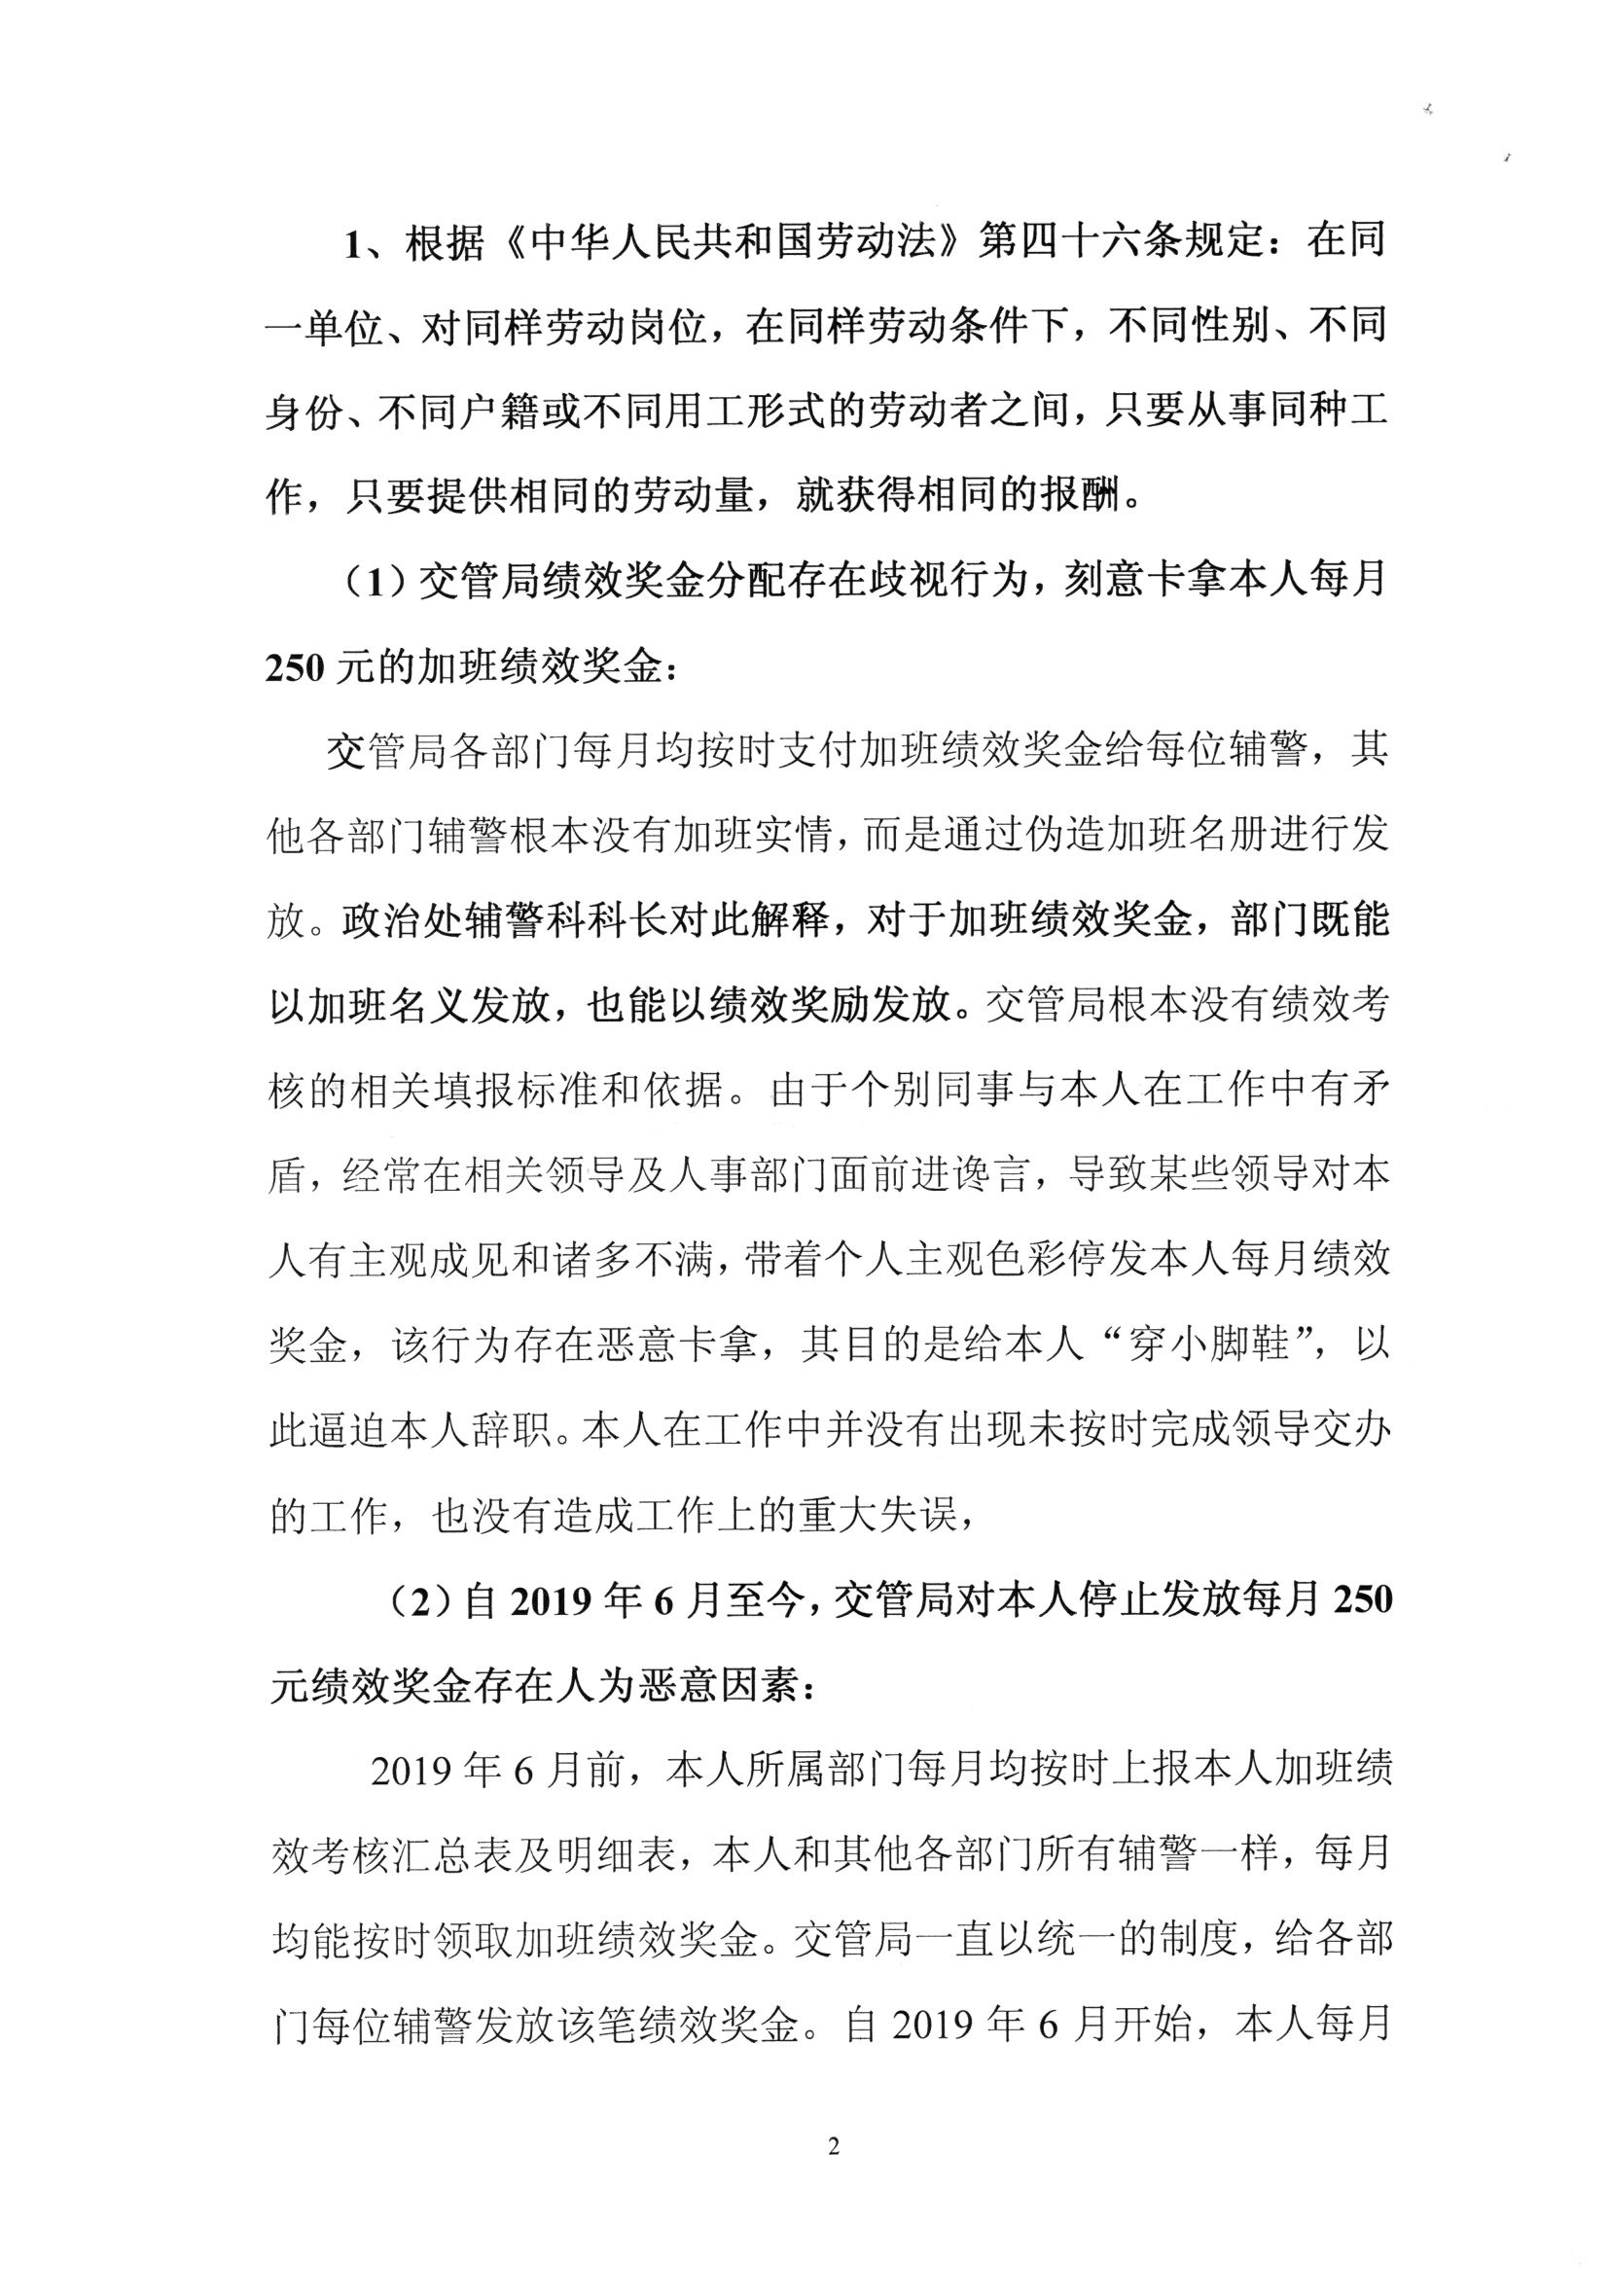 1、根据《中华人民共和国劳动法》第四十六条规定：在同
一单位、对同样劳动岗位，在同样劳动条件下，不同性别、不同
身份、不同户籍或不同用工形式的劳动者之间，只要从事同种工
作，只要提供相同的劳动量，就获得相同的报酬。
（1）交管局绩效奖金分配存在歧视行为，刻意卡拿本人每月
250 元的加班绩效奖金：
交管局各部门每月均按时支付加班绩效奖金给每位辅警，其
他各部门辅警根本没有加班实情，而是通过伪造加班名册进行发
放。政治处辅警科科长对此解释，对于加班绩效奖金，部门既能
以加班名义发放，也能以绩效奖励发放。交管局根本没有绩效考
核的相关填报标准和依据。由于个别同事与本人在工作中有矛
盾，经常在相关领导及人事部门面前进谗言，导致某些领导对本
人有主观成见和诸多不满，带着个人主观色彩停发本人每月绩效
奖金，该行为存在恶意卡拿，其目的是给本人“穿小脚鞋”，以
此逼迫本人辞职。本人在工作中并没有出现未按时完成领导交办
的工作，也没有造成工作上的重大失误，
（2）自 2019 年 6 月至今，交管局对本人停止发放每月 250
元绩效奖金存在人为恶意因素：
2019 年 6 月前，本人所属部门每月均按时上报本人加班绩
效考核汇总表及明细表，本人和其他各部门所有辅警一样，每月
均能按时领取加班绩效奖金。交管局一直以统一的制度，给各部
门每位辅警发放该笔绩效奖金。自 2019 年 6 月开始，本人每月
2